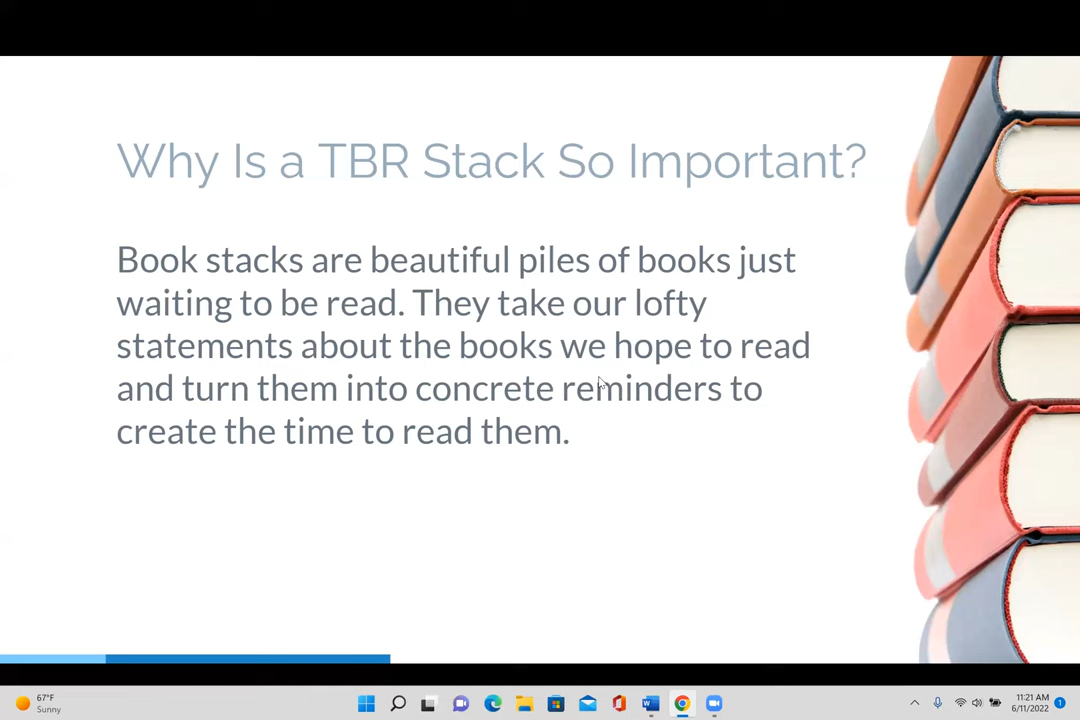 Why Is a TBR Stack So Important?
Book stacks are beautiful piles of books just
waiting to be read. They take our lofty
statements about the books we hope to read
and turn them into concrete reminders to
create the time to read them.
67°F
Sunny
11:21 AM
6/11/2022
1